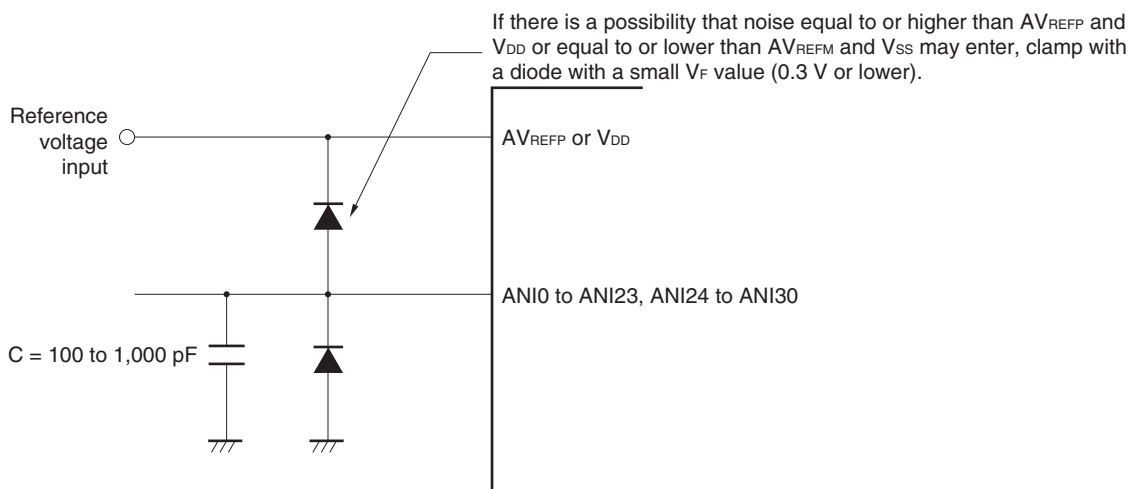 If there is a possibility that noise equal to or higher than AVREFP and
VDD or equal to or lower than AVREFM and VSS may enter, clamp with
a diode with a small VF value (0.3 V or lower).
Reference
voltage
input
AVREFP or VDD
ANI0 to ANI23, ANI24 to ANI30
C = 100 to 1,000 pF